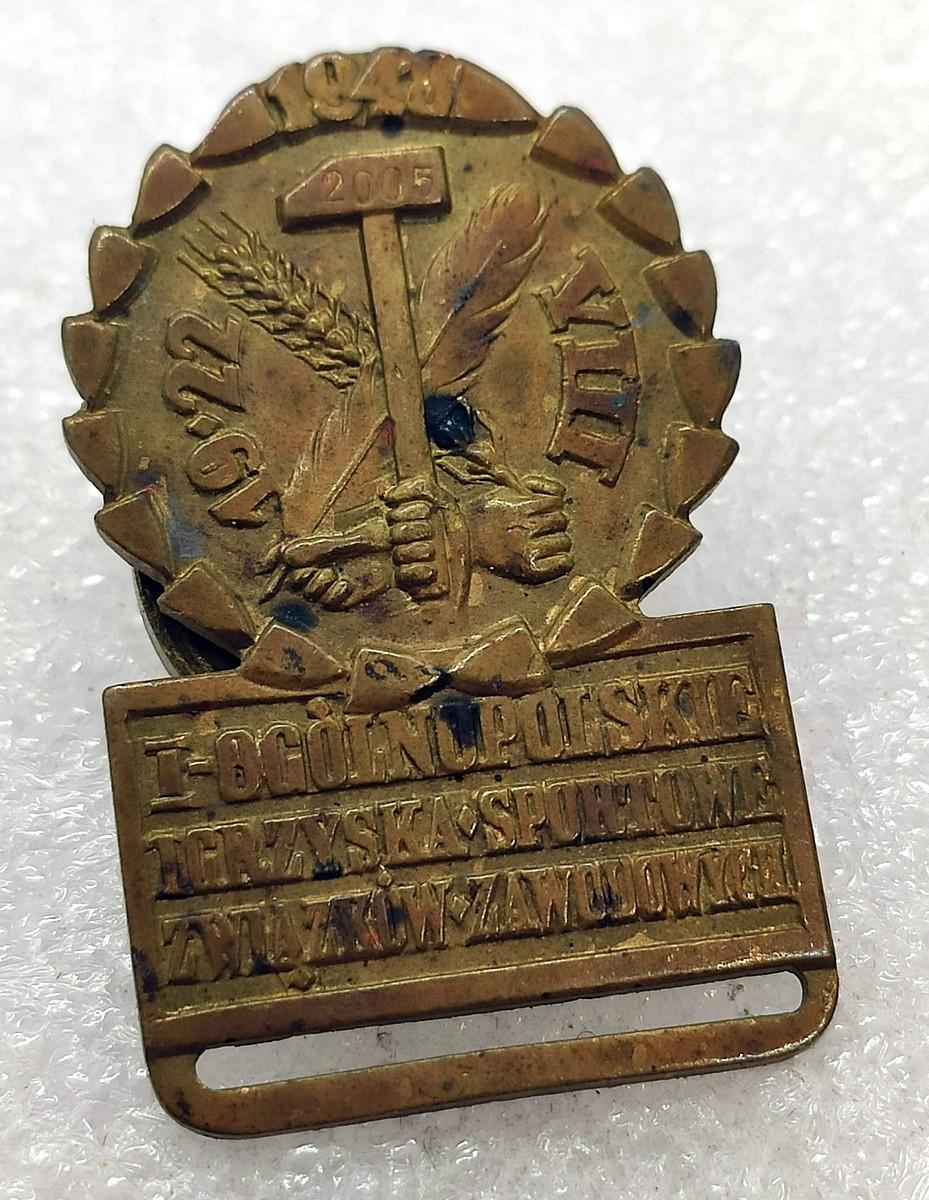 1948
2005
19-22
VIII
I-OGÓLNOPOLSKIE
IGRZYSKA·SPORTOWE
ZWIĄZKÓW·ZAWODOWYCH